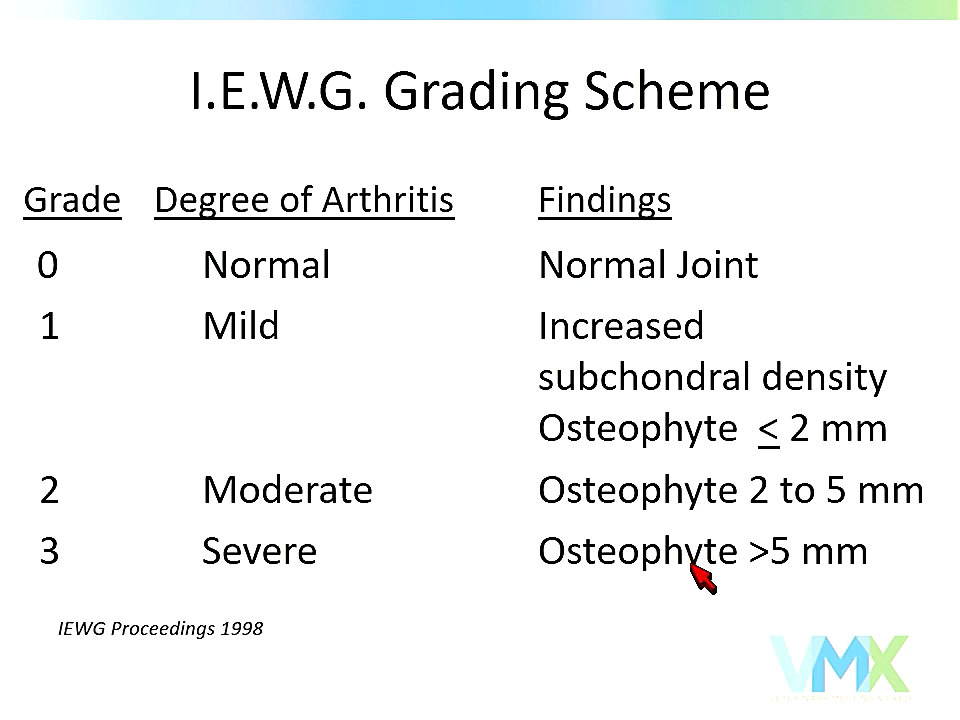 I.E.W.G. Grading Scheme
Grade Degree of Arthritis Findings
0 Normal Normal Joint
1 Mild Increased
subchondral density
Osteophyte ≤ 2 mm
2 Moderate Osteophyte 2 to 5 mm
3 Severe Osteophyte >5 mm
IEWG Proceedings 1998
VMX